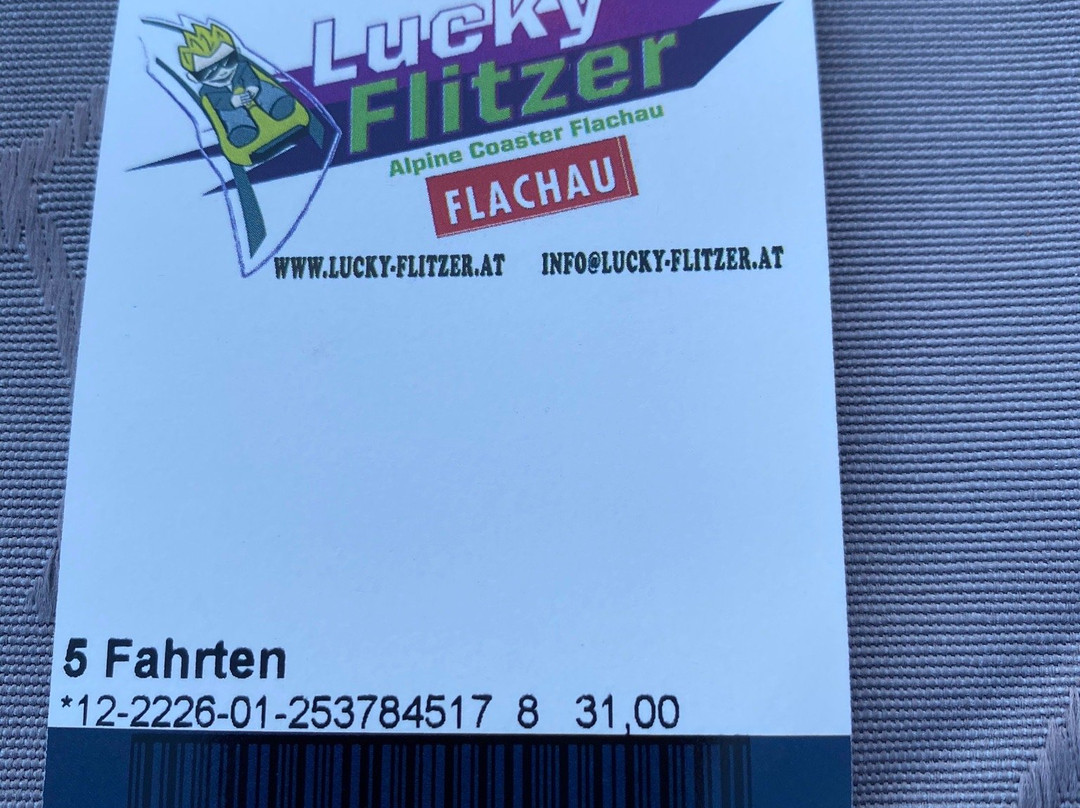 Lucky
Flitzer
Alpine Coaster Flachau
FLACHAU
WWW.LUCKY-FLITZER.AT INFO@LUCKY-FLITZER.AT
5 Fahrten
*12-2226-01-253784517 8 31,00